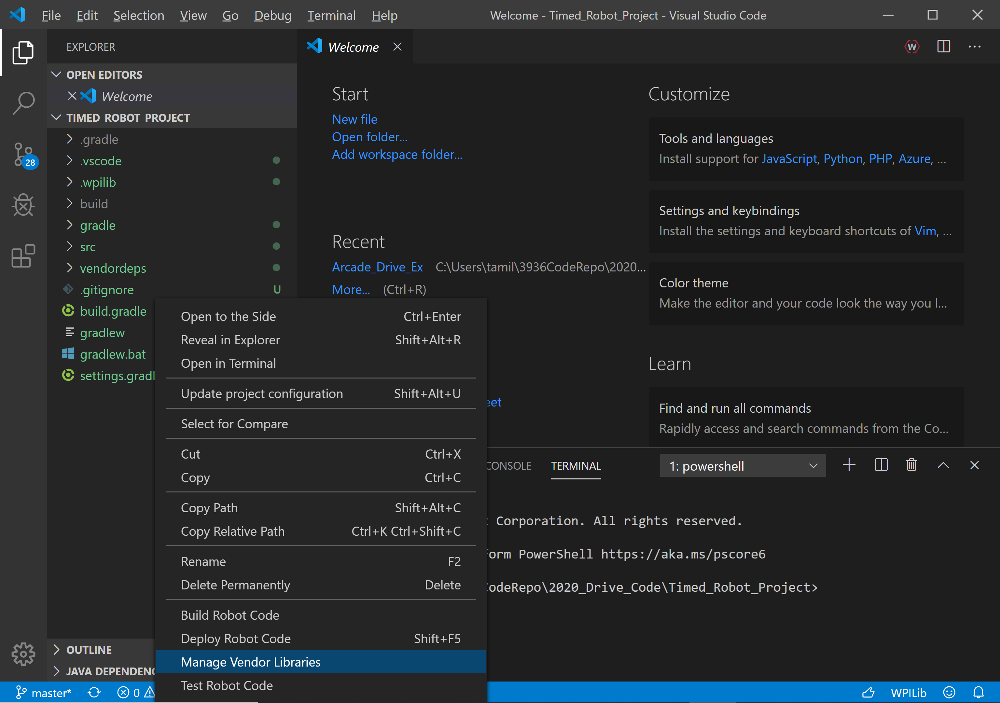 File Edit Selection View Go Debug Terminal Help
Welcome - Timed_Robot_Project - Visual Studio Code
EXPLORER
OPEN EDITORS
Welcome
TIMED_ROBOT_PROJECT
.gradle
.vscode
.wpilib
build
gradle
src
vendordeps
.gitignore U
build.gradle
gradlew
gradlew.bat
settings.gradl
OUTLINE
JAVA DEPENDENC
28
Welcome
W
Start
New file
Open folder...
Add workspace folder...
Recent
Arcade_Drive_Ex C:\Users\tamil\3936CodeRepo\2020...
More... (Ctrl+R)
eet
Customize
Tools and languages
Install support for JavaScript, Python, PHP, Azure, ...
Settings and keybindings
Install the settings and keyboard shortcuts of Vim, ...
Color theme
Make the editor and your code look the way you l...
Learn
Find and run all commands
Rapidly access and search commands from the Co...
Open to the Side Ctrl+Enter
Reveal in Explorer Shift+Alt+R
Open in Terminal
Update project configuration Shift+Alt+U
Select for Compare
Cut Ctrl+X
Copy Ctrl+C
Copy Path Shift+Alt+C
Copy Relative Path Ctrl+K Ctrl+Shift+C
Rename F2
Delete Permanently Delete
Build Robot Code
Deploy Robot Code Shift+F5
Manage Vendor Libraries
Test Robot Code
CONSOLE TERMINAL 1: powershell
Corporation. All rights reserved.
form PowerShell https://aka.ms/pscore6
CodeRepo\2020_Drive_Code\Timed_Robot_Project>
master* 0
WPILib